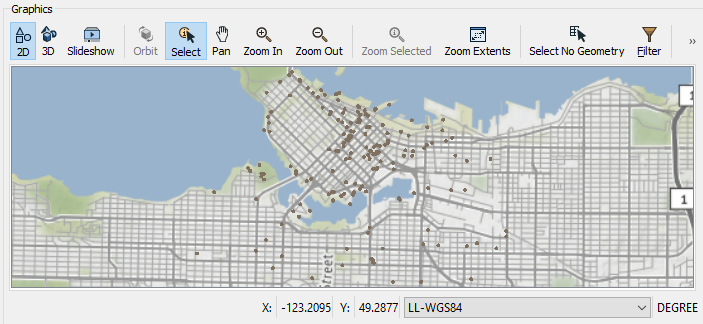 Graphics
2D 3D Slideshow Orbit Select Pan Zoom In Zoom Out Zoom Selected Zoom Extents Select No Geometry Filter »
1
1
Street
X: -123.2095 Y: 49.2877 LL-WGS84 DEGREE